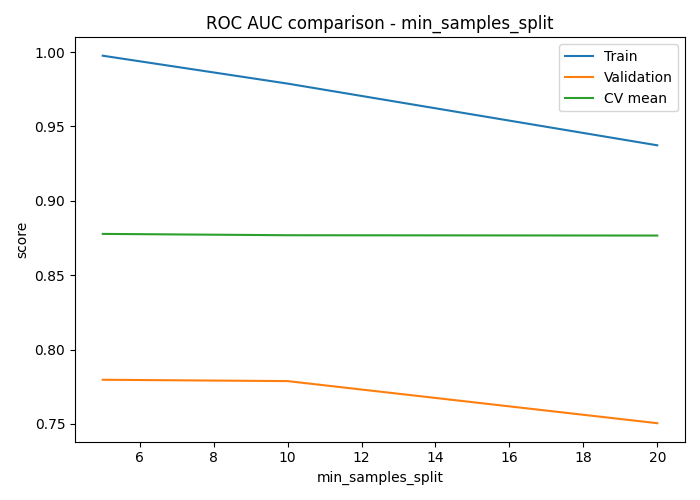 ROC AUC comparison - min_samples_split
Train
Validation
CV mean
score
1.00
0.95
0.90
0.85
0.80
0.75
6 8 10 12 14 16 18 20
min_samples_split